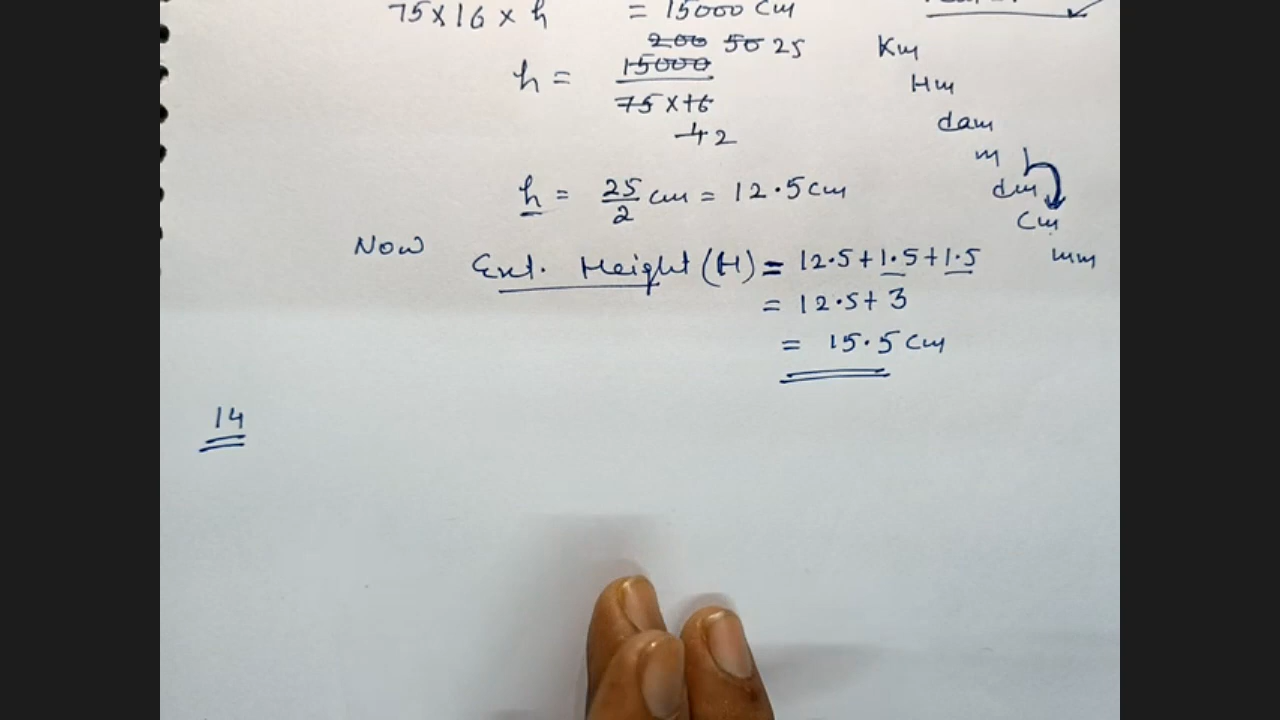 75×16×h = 15000 cm
200 50 25
h = 15000
75×16
4 2
h = 25/2 cm = 12.5 cm
Now Ext. Height (H) = 12.5+1.5+1.5
= 12.5+3
= 15.5 cm
14
Km
Hm
dam
m
dm
Cm
mm